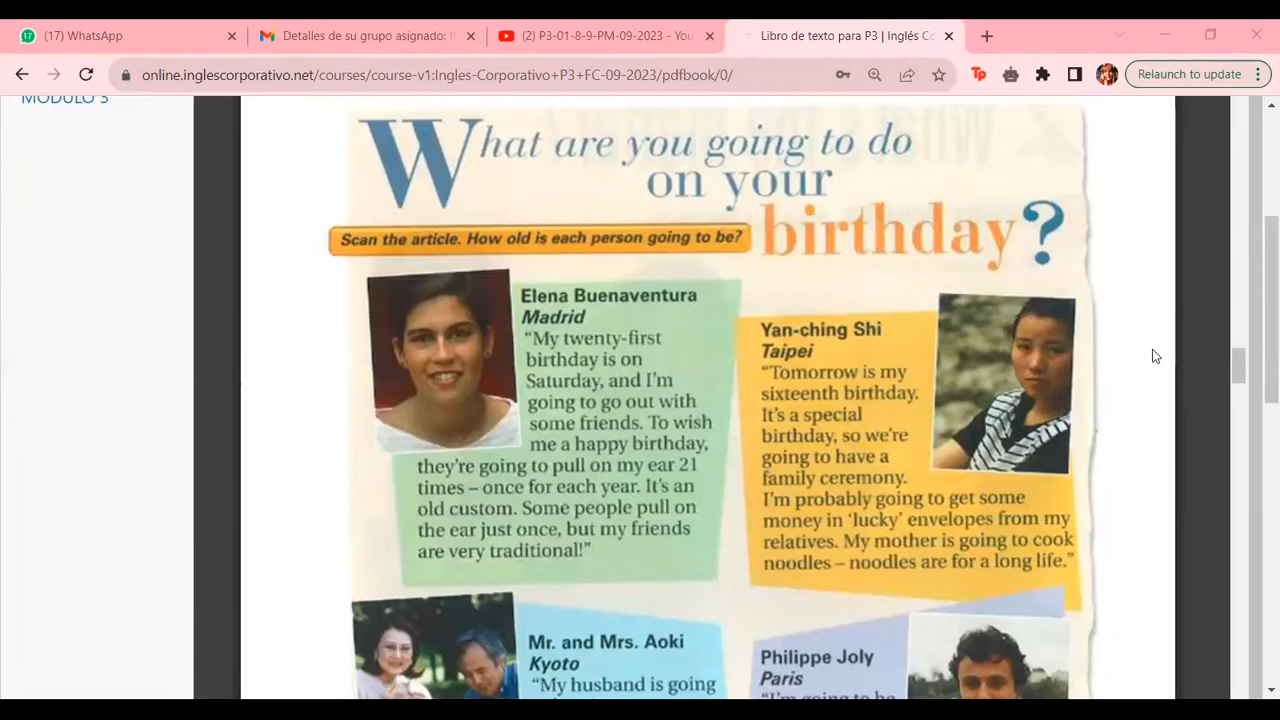 (17) WhatsApp
Detalles de su grupo asignado: I
(2) P3-01-8-9-PM-09-2023 - You
Libro de texto para P3 | Inglés Co
online.inglescorporativo.net/courses/course-v1:Ingles-Corporativo+P3+FC-09-2023/pdfbook/0/
Relaunch to update
MÓDULO 3
What are you going to do
on your
birthday?
Scan the article. How old is each person going to be?
Elena Buenaventura
Madrid
"My twenty-first
birthday is on
Saturday, and I'm
going to go out with
some friends. To wish
me a happy birthday,
they're going to pull on my ear 21
times – once for each year. It's an
old custom. Some people pull on
the ear just once, but my friends
are very traditional!"
Yan-ching Shi
Taipei
"Tomorrow is my
sixteenth birthday.
It's a special
birthday, so we're
going to have a
family ceremony.
I'm probably going to get some
money in 'lucky' envelopes from my
relatives. My mother is going to cook
noodles – noodles are for a long life."
Mr. and Mrs. Aoki
Kyoto
"My husband is going
Philippe Joly
Paris
"I'm going to be